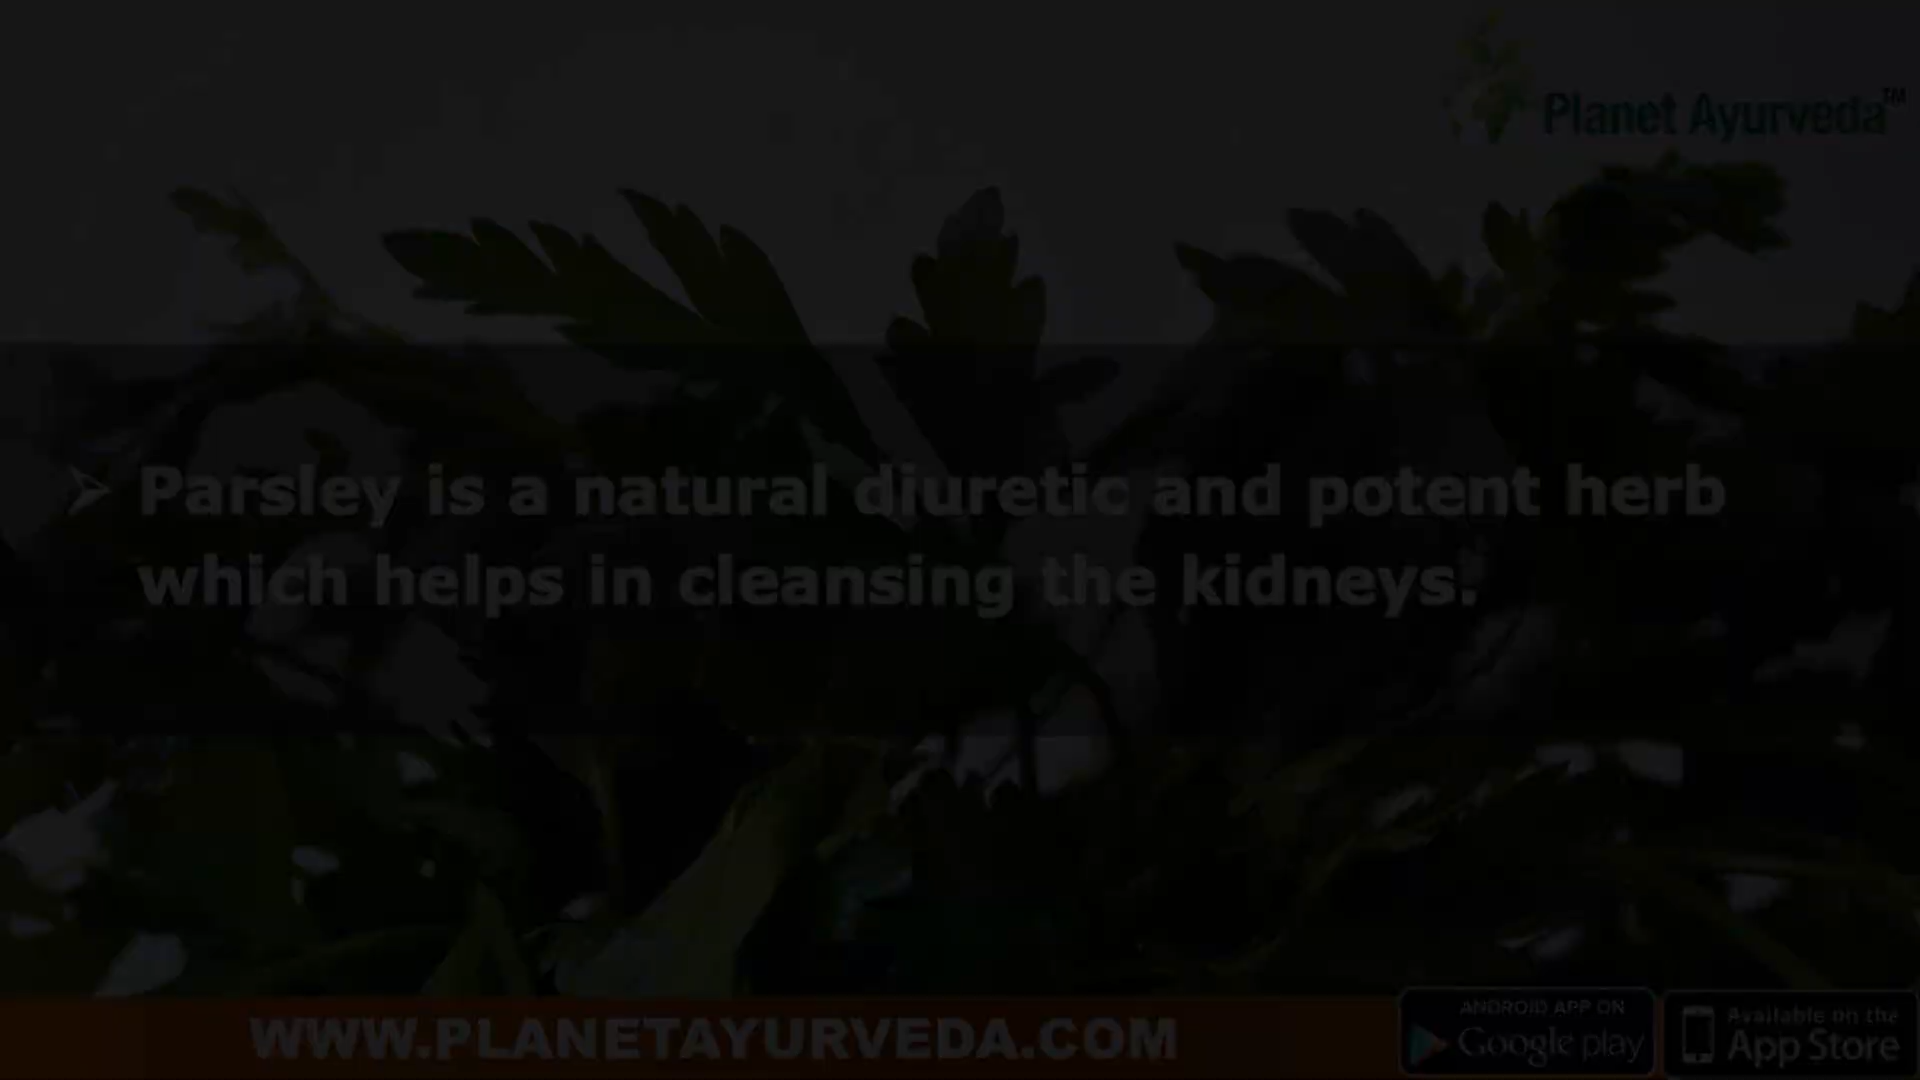 Planet Ayurveda™
➢ Parsley is a natural diuretic and potent herb
which helps in cleansing the kidneys.
WWW.PLANETAYURVEDA.COM
ANDROID APP ON
Google play
Available on the
App Store